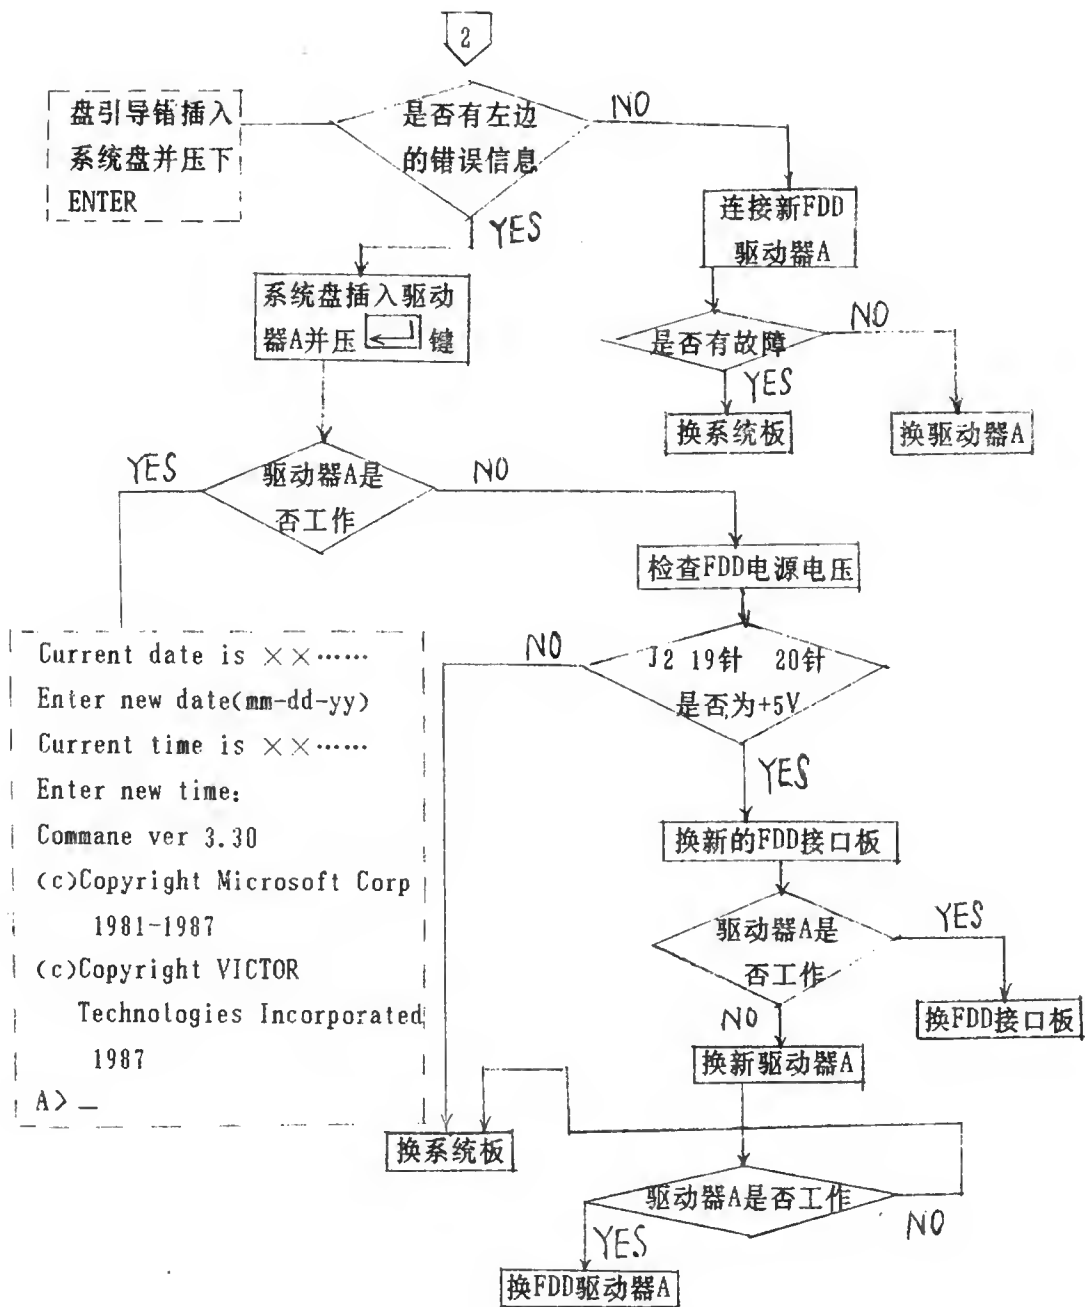 2
盘引导错插入
系统盘并压下
ENTER
是否有左边
的错误信息
NO
YES
连接新FDD
驱动器A
系统盘插入驱动
器A并压 键
是否有故障
NO
YES
换系统板
换驱动器A
YES
驱动器A是
否工作
NO
检查FDD电源电压
Current date is ××……
Enter new date(mm-dd-yy)
Current time is ××……
Enter new time:
Commane ver 3.30
(c)Copyright Microsoft Corp
1981-1987
(c)Copyright VICTOR
Technologies Incorporated
1987
A> _
NO
J2 19针 20针
是否为+5V
YES
换新的FDD接口板
驱动器A是
否工作
YES
NO
换FDD接口板
换新驱动器A
换系统板
驱动器A是否工作
NO
YES
换FDD驱动器A